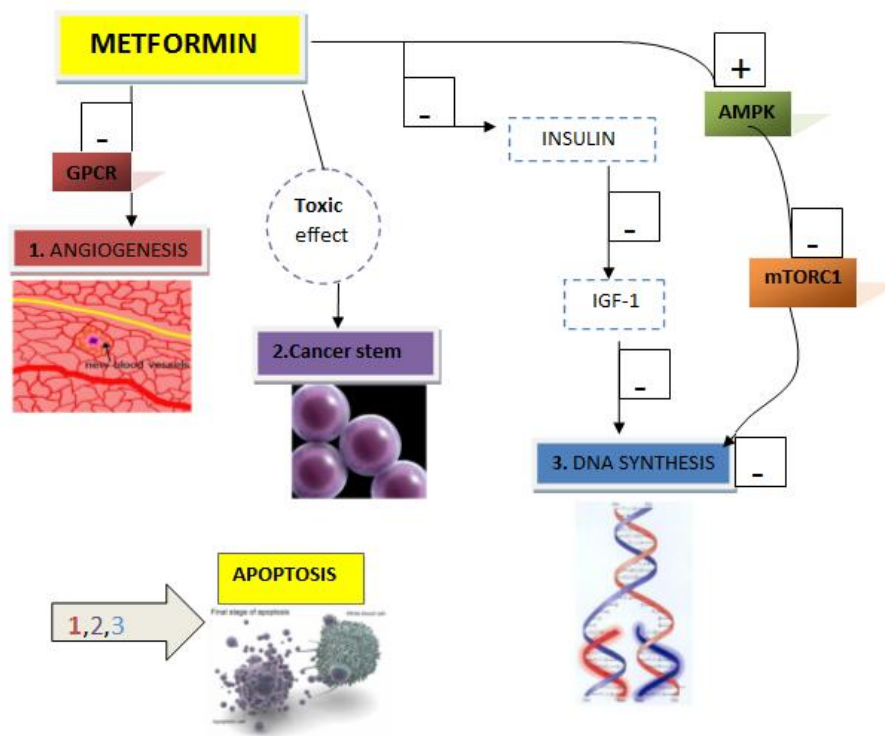 METFORMIN
+
-
-
AMPK
GPCR
INSULIN
Toxic
effect
-
-
1. ANGIOGENESIS
mTORC1
IGF-1
new blood vessels
2.Cancer stem
-
3. DNA SYNTHESIS
-
APOPTOSIS
Final stage of apoptosis
1,2,3